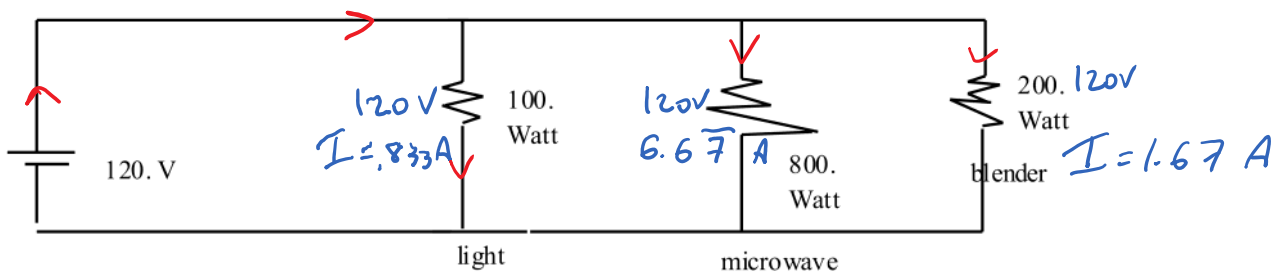 120. V
120V
I = .833A
100.
Watt
light
120V
6.67 A
800.
Watt
microwave
200.
Watt
120V
blender
I = 1.67 A